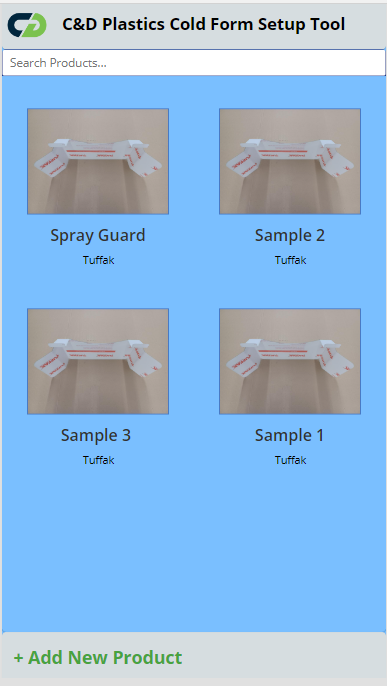 C&D Plastics Cold Form Setup Tool
Search Products...
Spray Guard
Sample 2
Tuffak
Tuffak
Sample 3
Sample 1
Tuffak
Tuffak
+ Add New Product